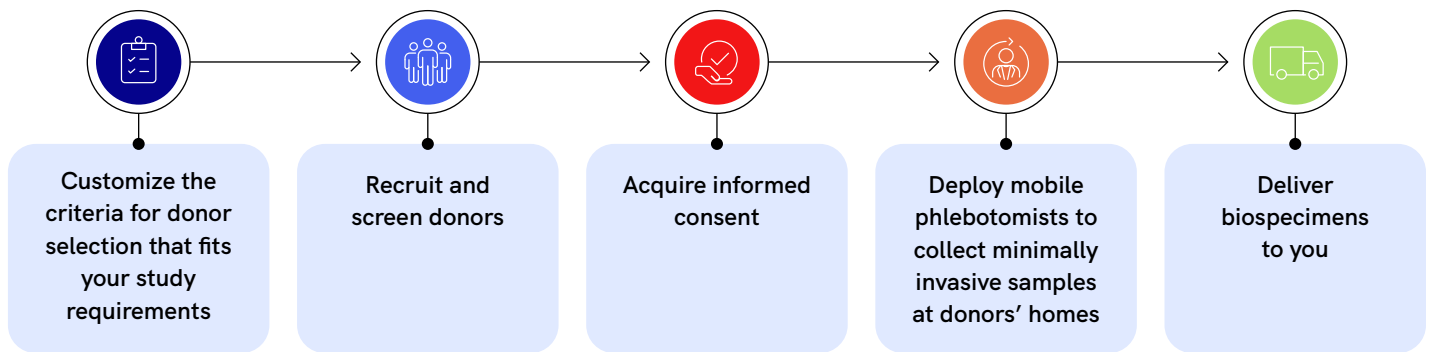 Customize the
criteria for donor
selection that fits
your study
requirements
Recruit and
screen donors
Acquire informed
consent
Deploy mobile
phlebotomists to
collect minimally
invasive samples
at donors’ homes
Deliver
biospecimens
to you